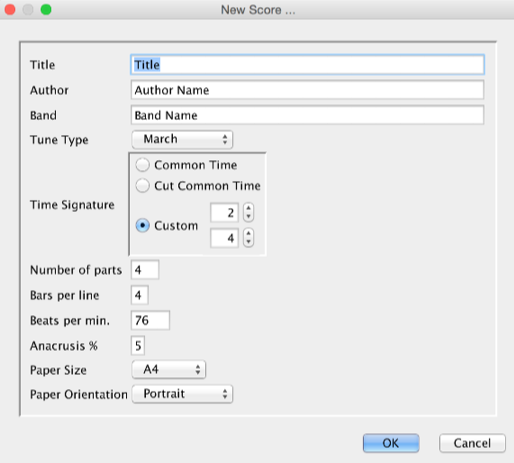 New Score ...
Title Title
Author Author Name
Band Band Name
Tune Type March
Common Time
Cut Common Time
Time Signature
Custom 2
4
Number of parts 4
Bars per line 4
Beats per min. 76
Anacrusis % 5
Paper Size A4
Paper Orientation Portrait
OK Cancel